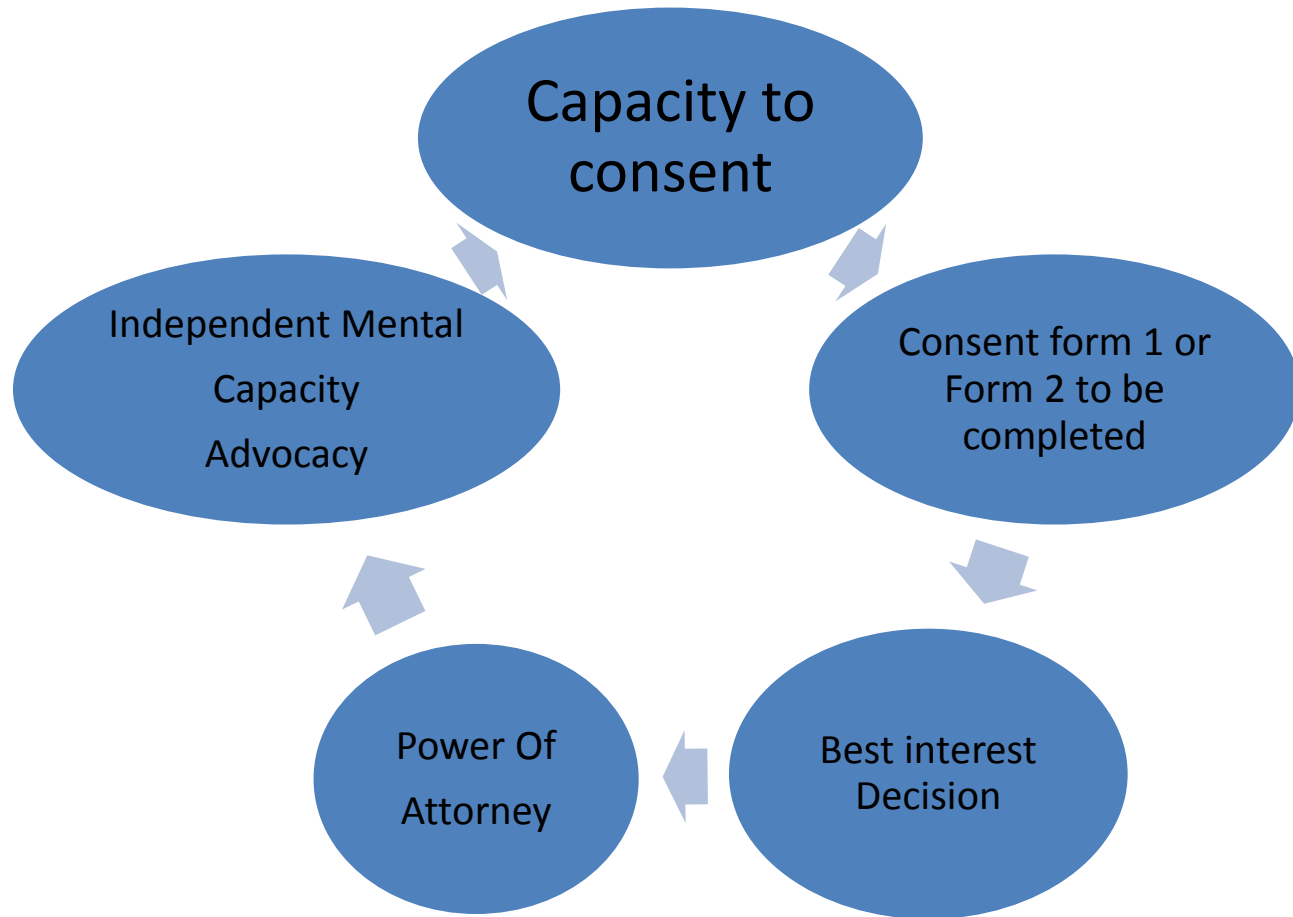 Capacity to
consent
Consent form 1 or
Form 2 to be
completed
Best interest
Decision
Power Of
Attorney
Independent Mental
Capacity
Advocacy